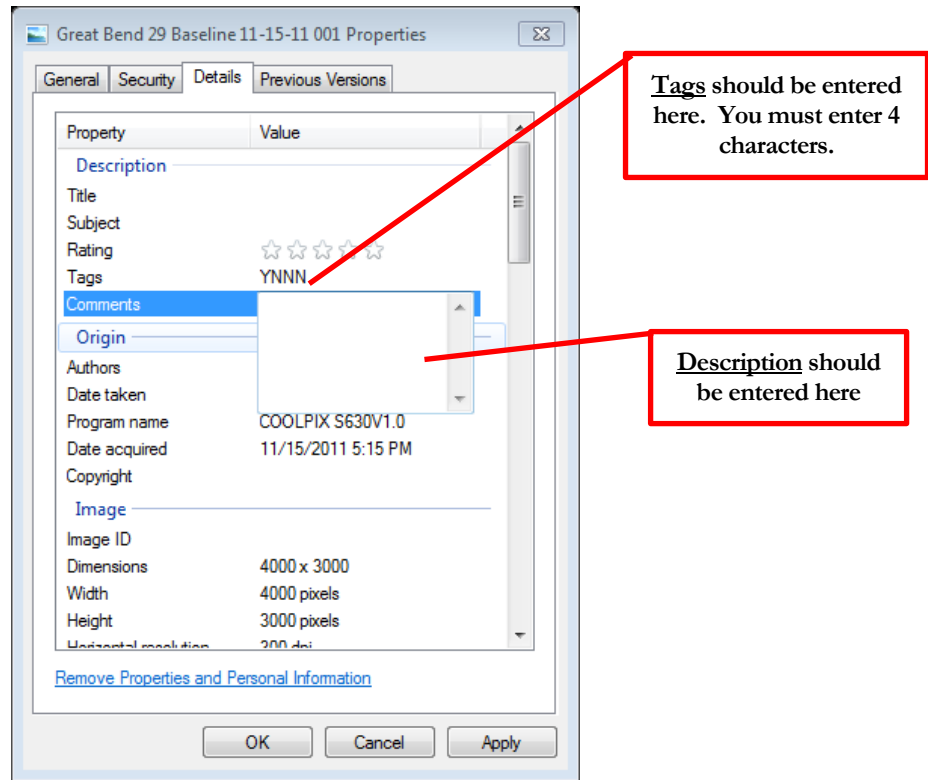 Great Bend 29 Baseline 11-15-11 001 Properties
General Security Details Previous Versions
Property Value
Description
Title
Subject
Rating
Tags YNNN
Comments
Origin
Authors
Date taken
Program name COOLPIX S630V1.0
Date acquired 11/15/2011 5:15 PM
Copyright
Image
Image ID
Dimensions 4000 x 3000
Width 4000 pixels
Height 3000 pixels
Horizontal resolution 300 dpi
Remove Properties and Personal Information
OK Cancel Apply
Tags should be entered
here. You must enter 4
characters.
Description should
be entered here